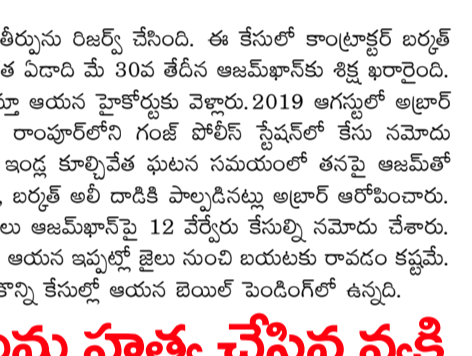 తీర్పును రిజర్వ్ చేసింది. ఈ కేసులో కాంట్రాక్టర్ బర్కత్
త ఏడాది మే 30వ తేదీన ఆజమ్‌ఖాన్‌కు శిక్ష ఖరారైంది.
ఆయన హైకోర్టుకు వెళ్లారు. 2019 ఆగస్టులో అబ్రార్
రాంపూర్‌లోని గంజ్ పోలీస్ స్టేషన్‌లో కేసు నమోదు
ఇండ్ల కూల్చివేత ఘటన సమయంలో తనపై ఆజమ్‌తో
, బర్కత్ అలీ దాడికి పాల్పడినట్లు అబ్రార్ ఆరోపించారు.
లు ఆజమ్‌ఖాన్‌పై 12 వేర్వేరు కేసుల్ని నమోదు చేశారు.
ఆయన ఇప్పట్లో జైలు నుంచి బయటకు రావడం కష్టమే.
కొన్ని కేసుల్లో ఆయన బెయిల్ పెండింగ్‌లో ఉన్నది.
హత్య చేసిన వ్యక్తి